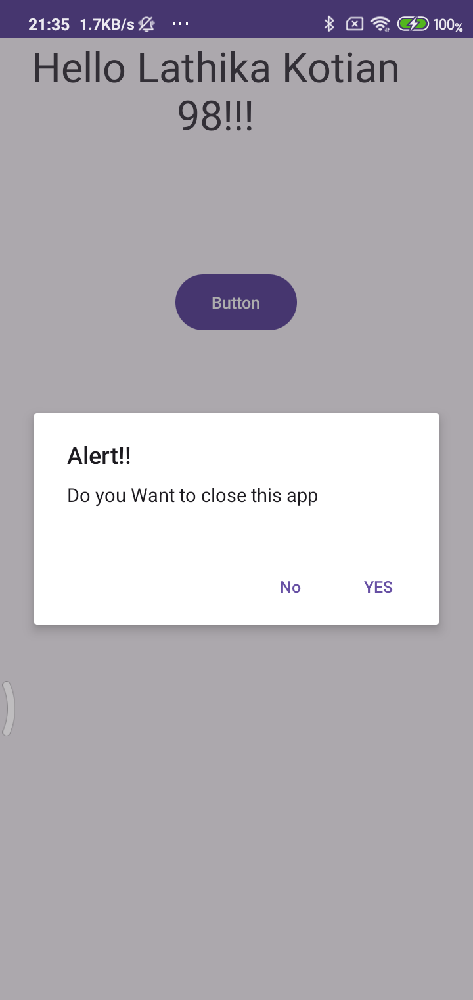 21:35 1.7KB/s ... 100%
Hello Lathika Kotian
98!!!
Button
Alert!!
Do you Want to close this app
No YES